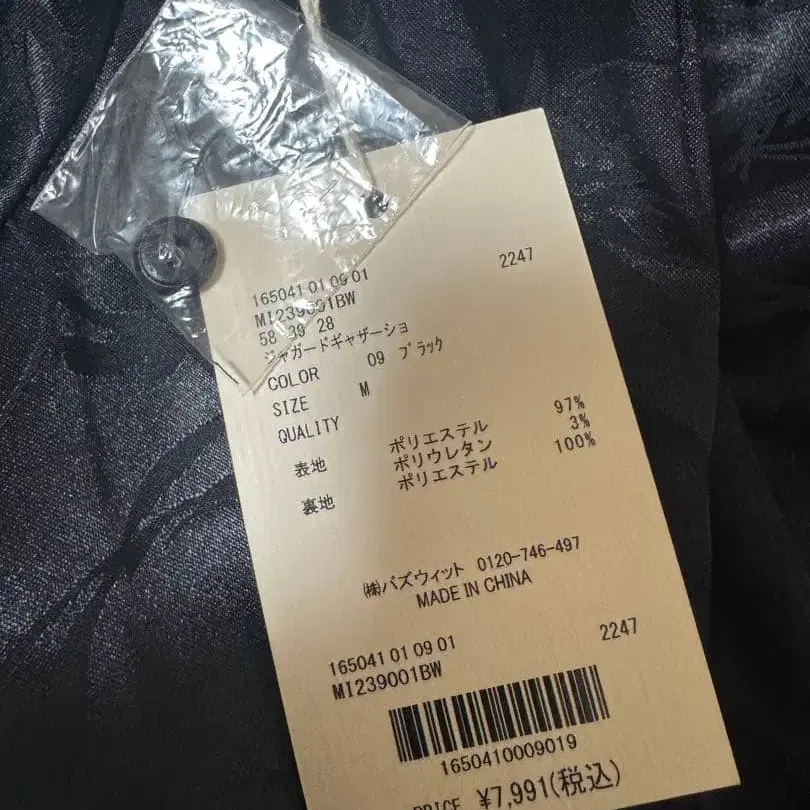 2247
165041 01 09 01
MI239001BW
58 39 28
ジャガードギャザーショ
COLOR 09 ブラック
SIZE M
QUALITY
表地 ポリエステル 97%
ポリウレタン 3%
裏地 ポリエステル 100%
㈱バズウィット 0120-746-497
MADE IN CHINA
165041 01 09 01 2247
MI239001BW
1650410009019
PRICE ¥7,991(税込)